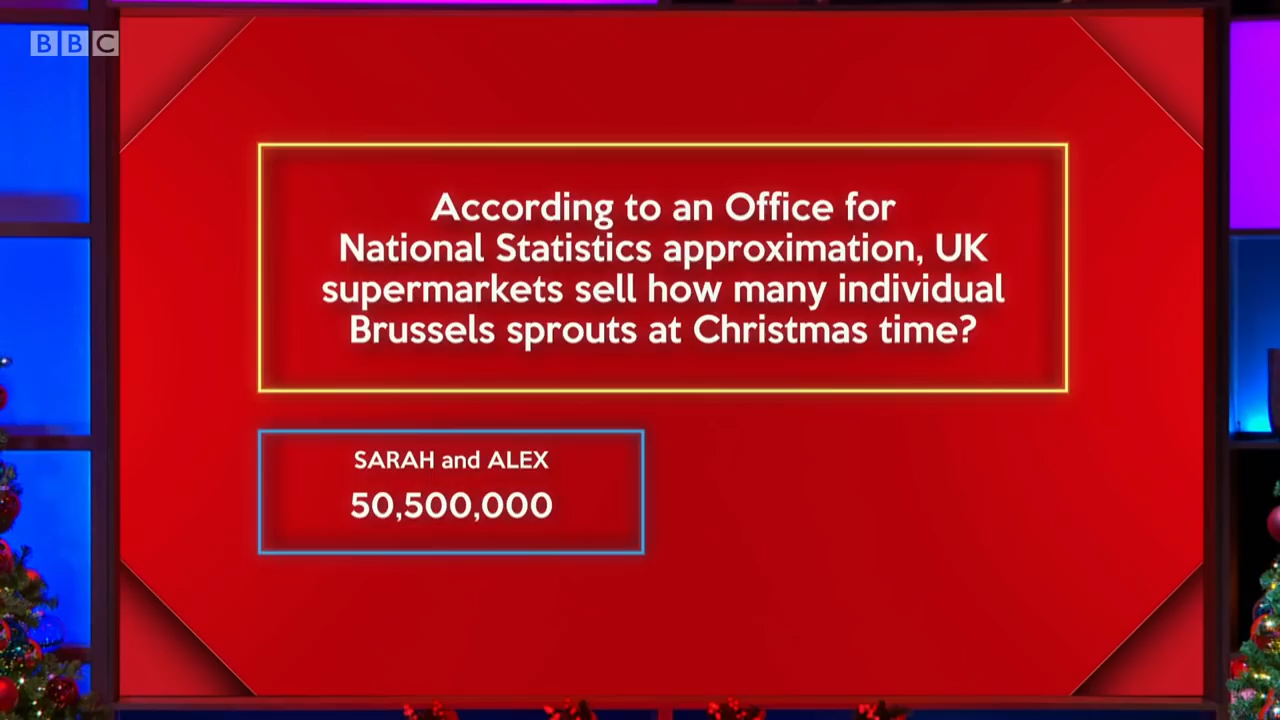 BBC
According to an Office for
National Statistics approximation, UK
supermarkets sell how many individual
Brussels sprouts at Christmas time?
SARAH and ALEX
50,500,000